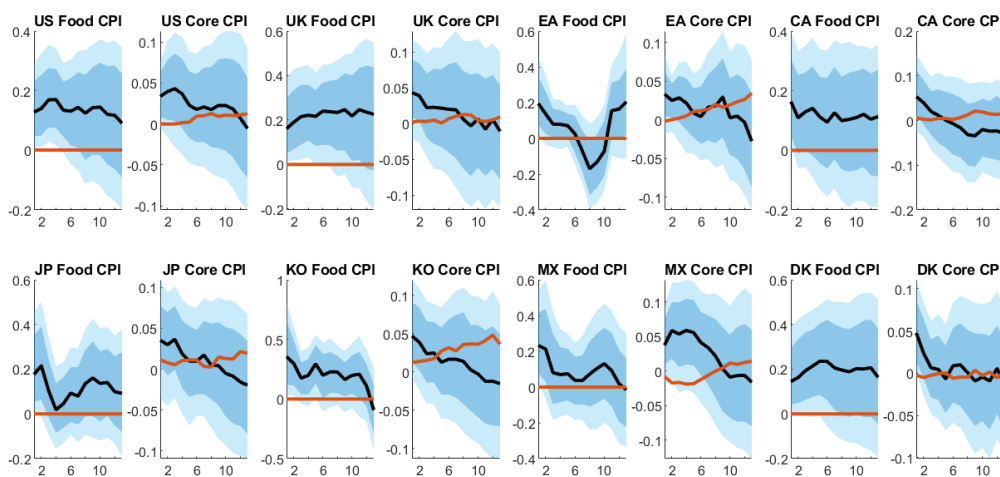 US Food CPI US Core CPI UK Food CPI UK Core CPI EA Food CPI EA Core CPI CA Food CPI CA Core CPI
0.4 0.1 0.6 0.1 0.6 0.1 0.4 0.2
0.2 0.05 0.4 0.05 0.4 0.05 0.2 0.1
0 0 0.2 0 0.2 0 0 0
-0.2 -0.05 0 -0.05 0 -0.05 -0.2 -0.1
-0.1 -0.2 -0.1 -0.2 -0.1 -0.2
-0.4
2 6 10 2 6 10 2 6 10 2 6 10 2 6 10 2 6 10 2 6 10 2 6 10
JP Food CPI JP Core CPI KO Food CPI KO Core CPI MX Food CPI MX Core CPI DK Food CPI DK Core CPI
0.6 0.1 1 0.1 0.6 0.1 0.6 0.1
0.4 0.05 0.5 0.05 0.4 0.05 0.4 0.05
0.2 0 0 0 0.2 0 0.2 0
0 -0.05 -0.5 -0.05 0 -0.05 0 -0.05
-0.2 -0.1 -0.1 -0.2 -0.1 -0.2 -0.1
-0.4
2 6 10 2 6 10 2 6 10 2 6 10 2 6 10 2 6 10 2 6 10 2 6 10